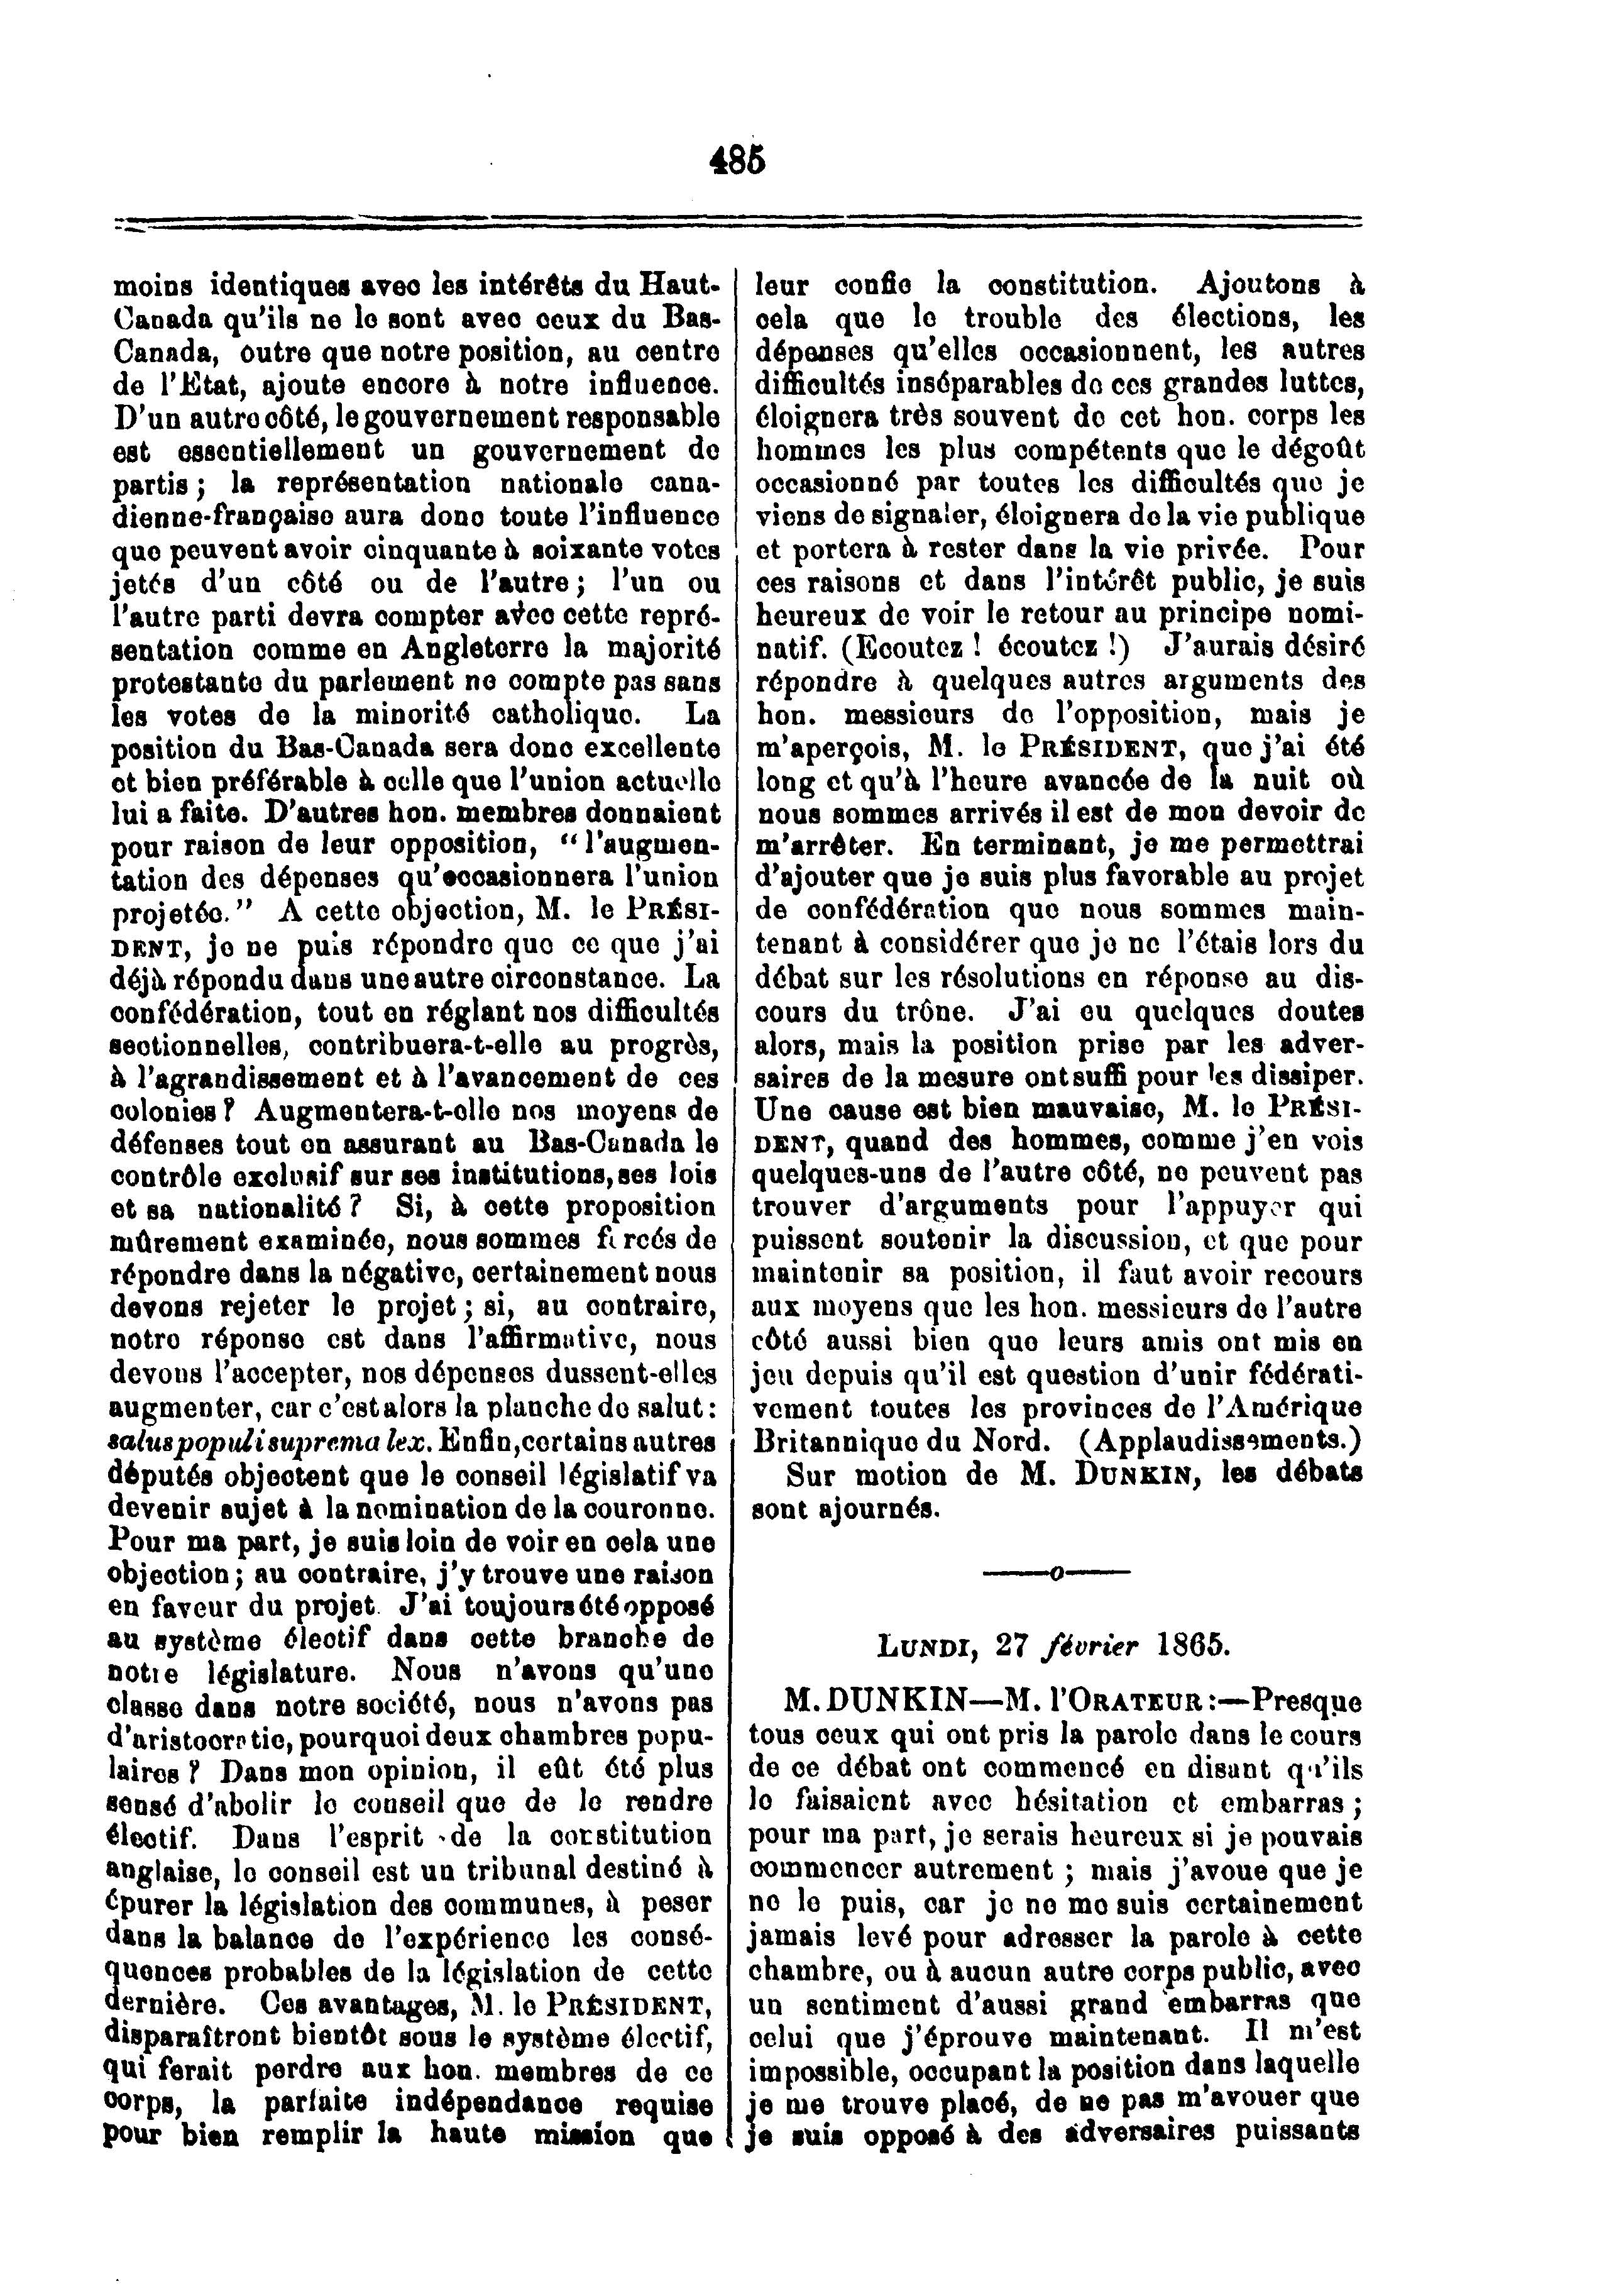 485
moins identiques avec les intérêts du Haut-
Canada qu'ils ne le sont avec ceux du Bas-
Canada, outre que notre position, au centre
de l'Etat, ajoute encore à notre influence.
D'un autre côté, le gouvernement responsable
est essentiellement un gouvernement de
partis ; la représentation nationale cana-
dienne-française aura donc toute l'influence
que peuvent avoir cinquante à soixante votes
jetés d'un côté ou de l'autre ; l'un ou
l'autre parti devra compter avec cette repré-
sentation comme en Angleterre la majorité
protestante du parlement ne compte pas sans
les votes de la minorité catholique. La
position du Bas-Canada sera donc excellente
et bien préférable à celle que l'union actuelle
lui a faite. D'autres hon. membres donnaient
pour raison de leur opposition, " l'augmen-
tation des dépenses qu'occasionnera l'union
projetée." A cette objection, M. le PRÉSI-
DENT, je ne puis répondre que ce que j'ai
déjà répondu dans une autre circonstance. La
confédération, tout en réglant nos difficultés
sectionnelles, contribuera-t-elle au progrès,
à l'agrandissement et à l'avancement de ces
colonies ? Augmentera-t-elle nos moyens de
défenses tout en assurant au Bas-Canada le
contrôle exclusif sur ses institutions, ses lois
et sa nationalité ? Si, à cette proposition
mûrement examinée, nous sommes forcés de
répondre dans la négative, certainement nous
devons rejeter le projet ; si, au contraire,
notre réponse est dans l'affirmative, nous
devons l'accepter, nos dépenses dussent-elles
augmenter, car c'est alors la planche de salut :
salus populi suprema lex. Enfin, certains autres
députés objectent que le conseil législatif va
devenir sujet à la nomination de la couronne.
Pour ma part, je suis loin de voir en cela une
objection ; au contraire, j'y trouve une raison
en faveur du projet. J'ai toujours été opposé
au système électif dans cette branche de
notre législature. Nous n'avons qu'une
classe dans notre société, nous n'avons pas
d'aristocratie, pourquoi deux chambres popu-
laires ? Dans mon opinion, il eût été plus
sensé d'abolir le conseil que de le rendre
électif. Dans l'esprit de la constitution
anglaise, le conseil est un tribunal destiné à
épurer la législation des communes, à peser
dans la balance de l'expérience les consé-
quences probables de la législation de cette
dernière. Ces avantages, M. le PRÉSIDENT,
disparaîtront bientôt sous le système électif,
qui ferait perdre aux hon. membres de ce
corps, la parfaite indépendance requise
pour bien remplir la haute mission que
leur confie la constitution. Ajoutons à
cela que le trouble des élections, les
dépenses qu'elles occasionnent, les autres
difficultés inséparables de ces grandes luttes,
éloignera très souvent de cet hon. corps les
hommes les plus compétents que le dégoût
occasionné par toutes les difficultés que je
viens de signaler, éloignera de la vie publique
et portera à rester dans la vie privée. Pour
ces raisons et dans l'intérêt public, je suis
heureux de voir le retour au principe nomi-
natif. (Ecoutez ! écoutez !) J'aurais désiré
répondre à quelques autres arguments des
hon. messieurs de l'opposition, mais je
m'aperçois, M. le PRÉSIDENT, que j'ai été
long et qu'à l'heure avancée de la nuit où
nous sommes arrivés il est de mon devoir de
m'arrêter. En terminant, je me permettrai
d'ajouter que je suis plus favorable au projet
de confédération que nous sommes main-
tenant à considérer que je ne l'étais lors du
débat sur les résolutions en réponse au dis-
cours du trône. J'ai eu quelques doutes
alors, mais la position prise par les adver-
saires de la mesure ont suffi pour les dissiper.
Une cause est bien mauvaise, M. le PRÉSI-
DENT, quand des hommes, comme j'en vois
quelques-uns de l'autre côté, ne peuvent pas
trouver d'arguments pour l'appuyer qui
puissent soutenir la discussion, et que pour
maintenir sa position, il faut avoir recours
aux moyens que les hon. messieurs de l'autre
côté aussi bien que leurs amis ont mis en
jeu depuis qu'il est question d'unir fédérati-
vement toutes les provinces de l'Amérique
Britannique du Nord. (Applaudissements.)
Sur motion de M. DUNKIN, les débats
sont ajournés.
——o——
LUNDI, 27 février 1865.
M. DUNKIN—M. l'ORATEUR :—Presque
tous ceux qui ont pris la parole dans le cours
de ce débat ont commencé en disant qu'ils
le faisaient avec hésitation et embarras ;
pour ma part, je serais heureux si je pouvais
commencer autrement ; mais j'avoue que je
ne le puis, car je ne me suis certainement
jamais levé pour adresser la parole à cette
chambre, ou à aucun autre corps public, avec
un sentiment d'aussi grand embarras que
celui que j'éprouve maintenant. Il m'est
impossible, occupant la position dans laquelle
je me trouve placé, de ne pas m'avouer que
je suis opposé à des adversaires puissants